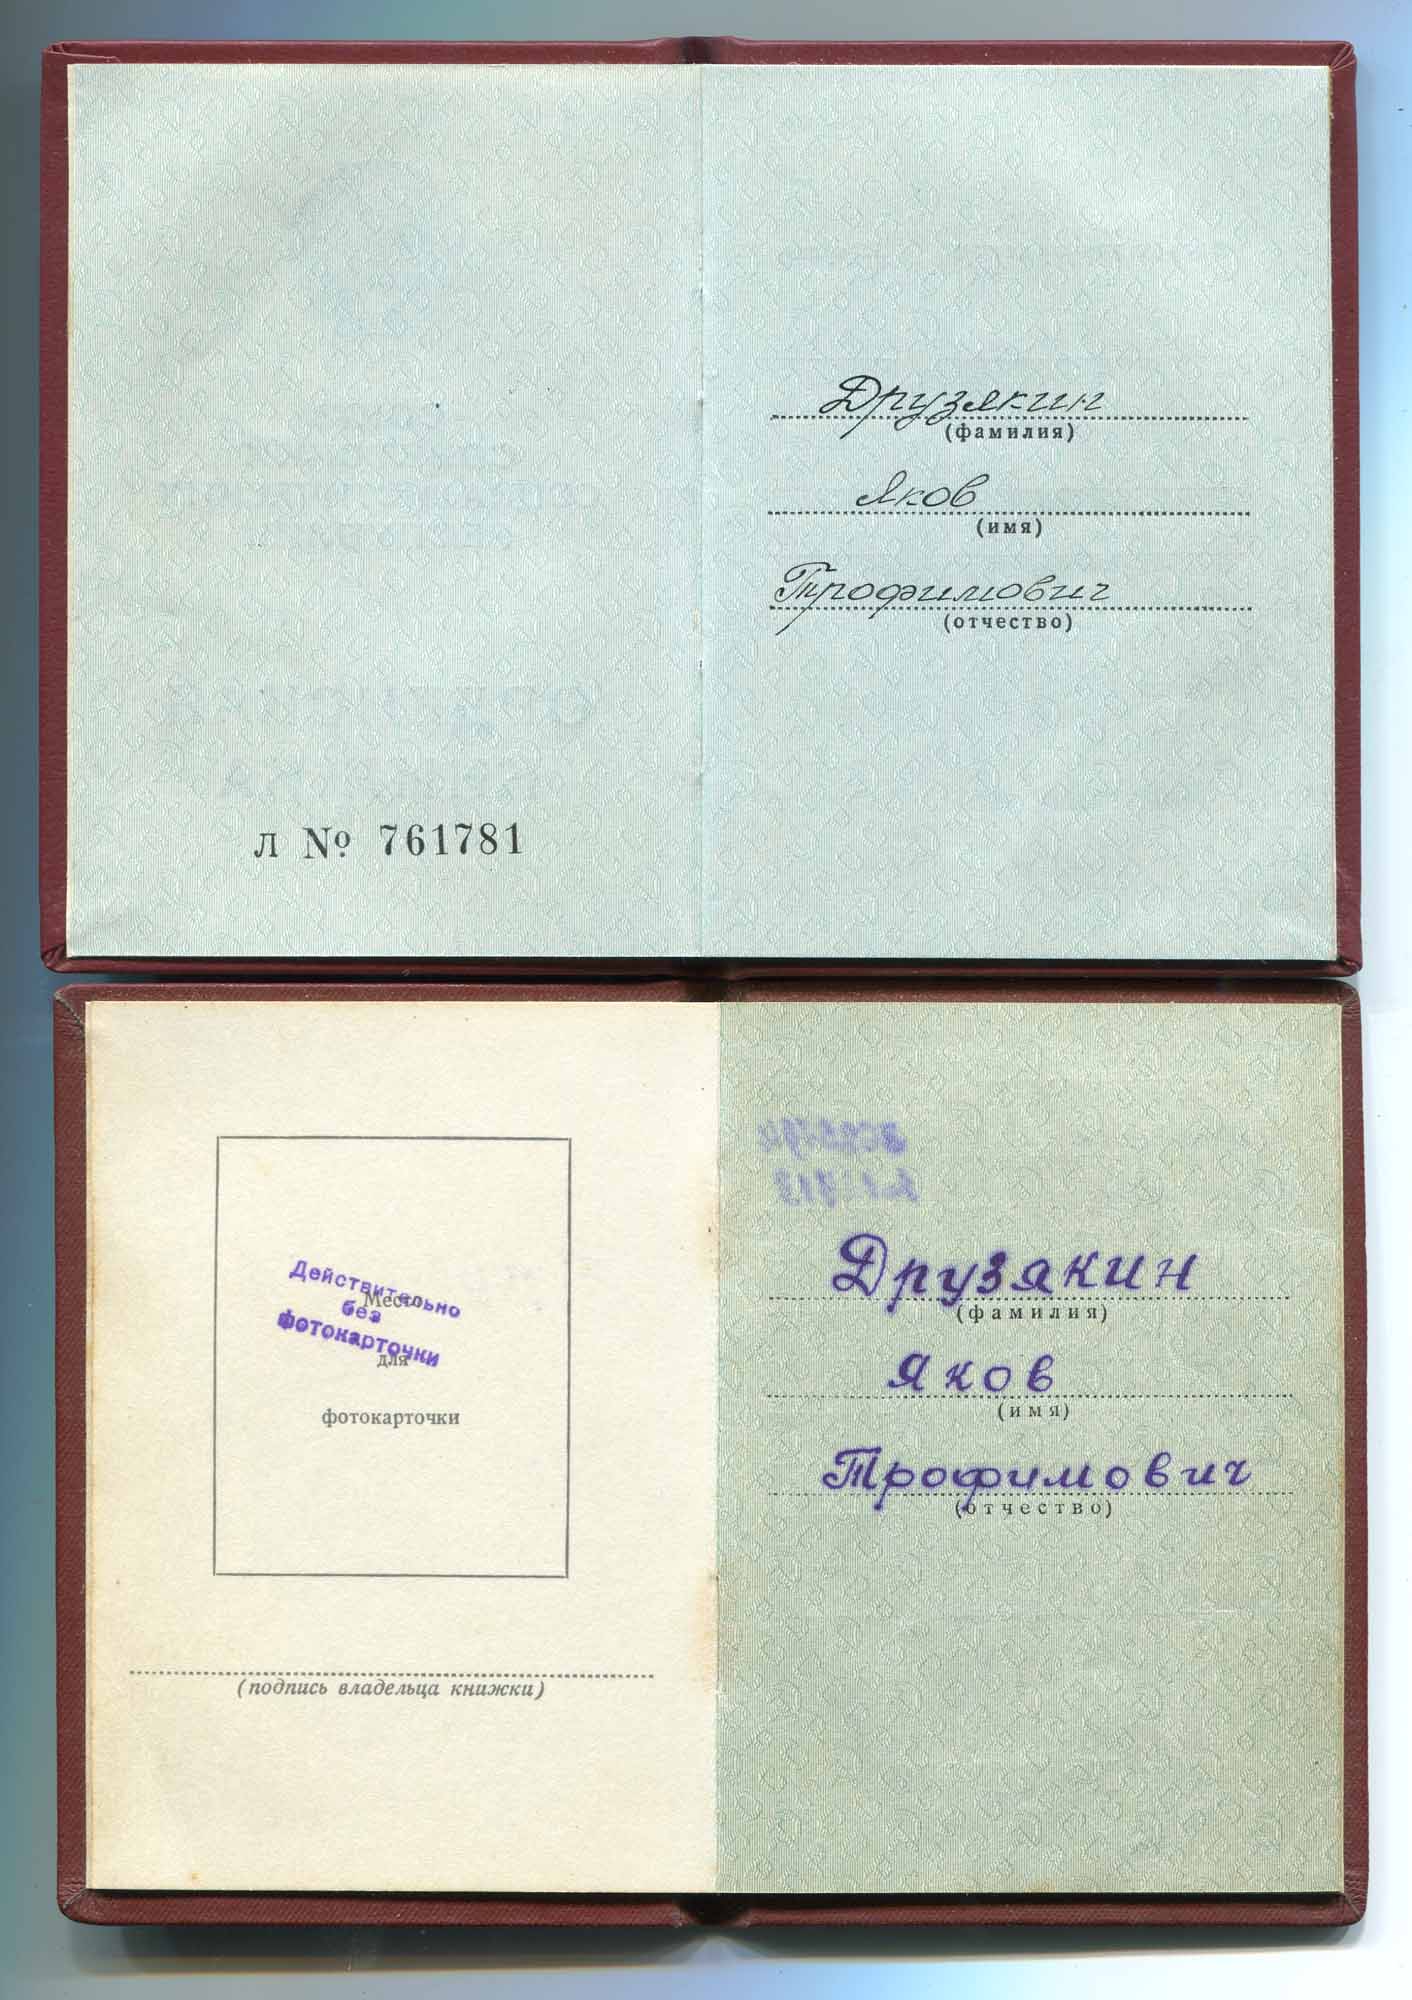 Друзякин
(фамилия)
Яков
(имя)
Трофимович
(отчество)
л № 761781
Действительно
без
фотокарточки
Место
для
фотокарточки
(подпись владельца книжки)
Друзякин
(фамилия)
Яков
(имя)
Трофимович
(отчество)